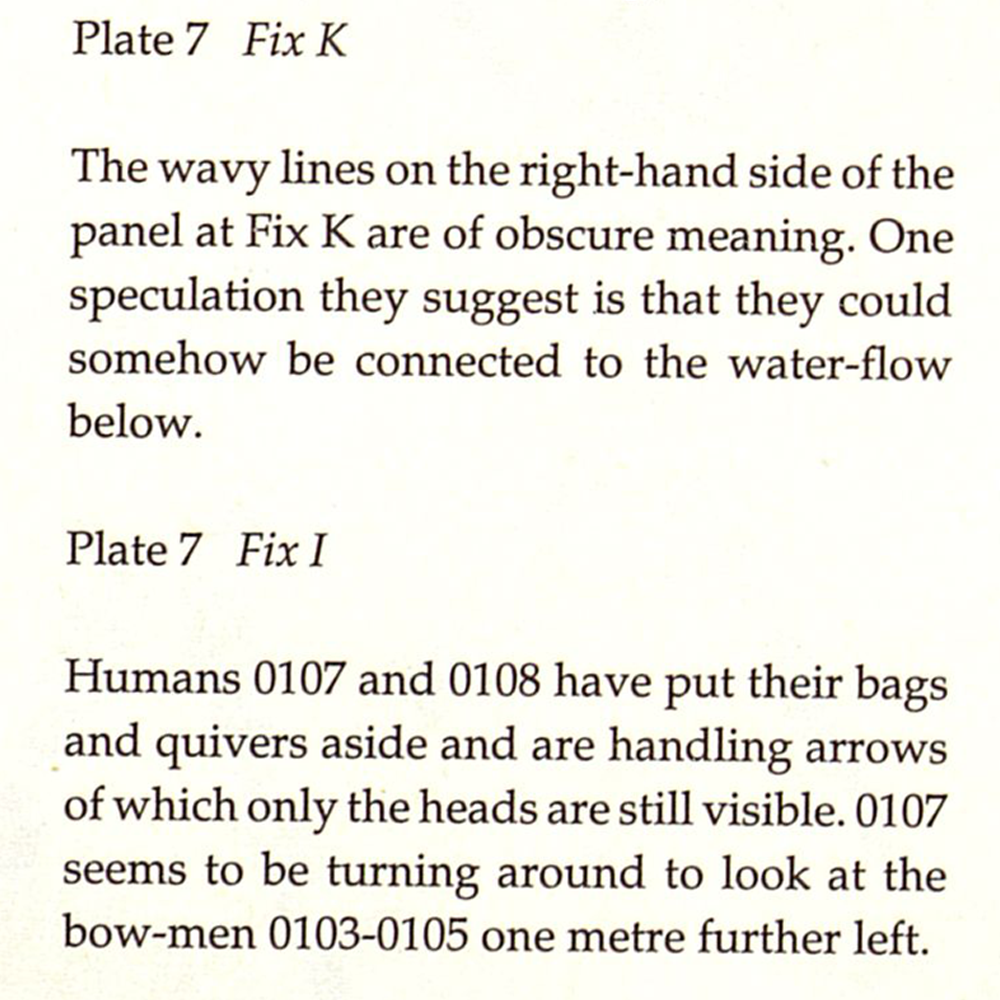 Plate 7 Fix K
The wavy lines on the right-hand side of the
panel at Fix K are of obscure meaning. One
speculation they suggest is that they could
somehow be connected to the water-flow
below.
Plate 7 Fix I
Humans 0107 and 0108 have put their bags
and quivers aside and are handling arrows
of which only the heads are still visible. 0107
seems to be turning around to look at the
bow-men 0103-0105 one metre further left.